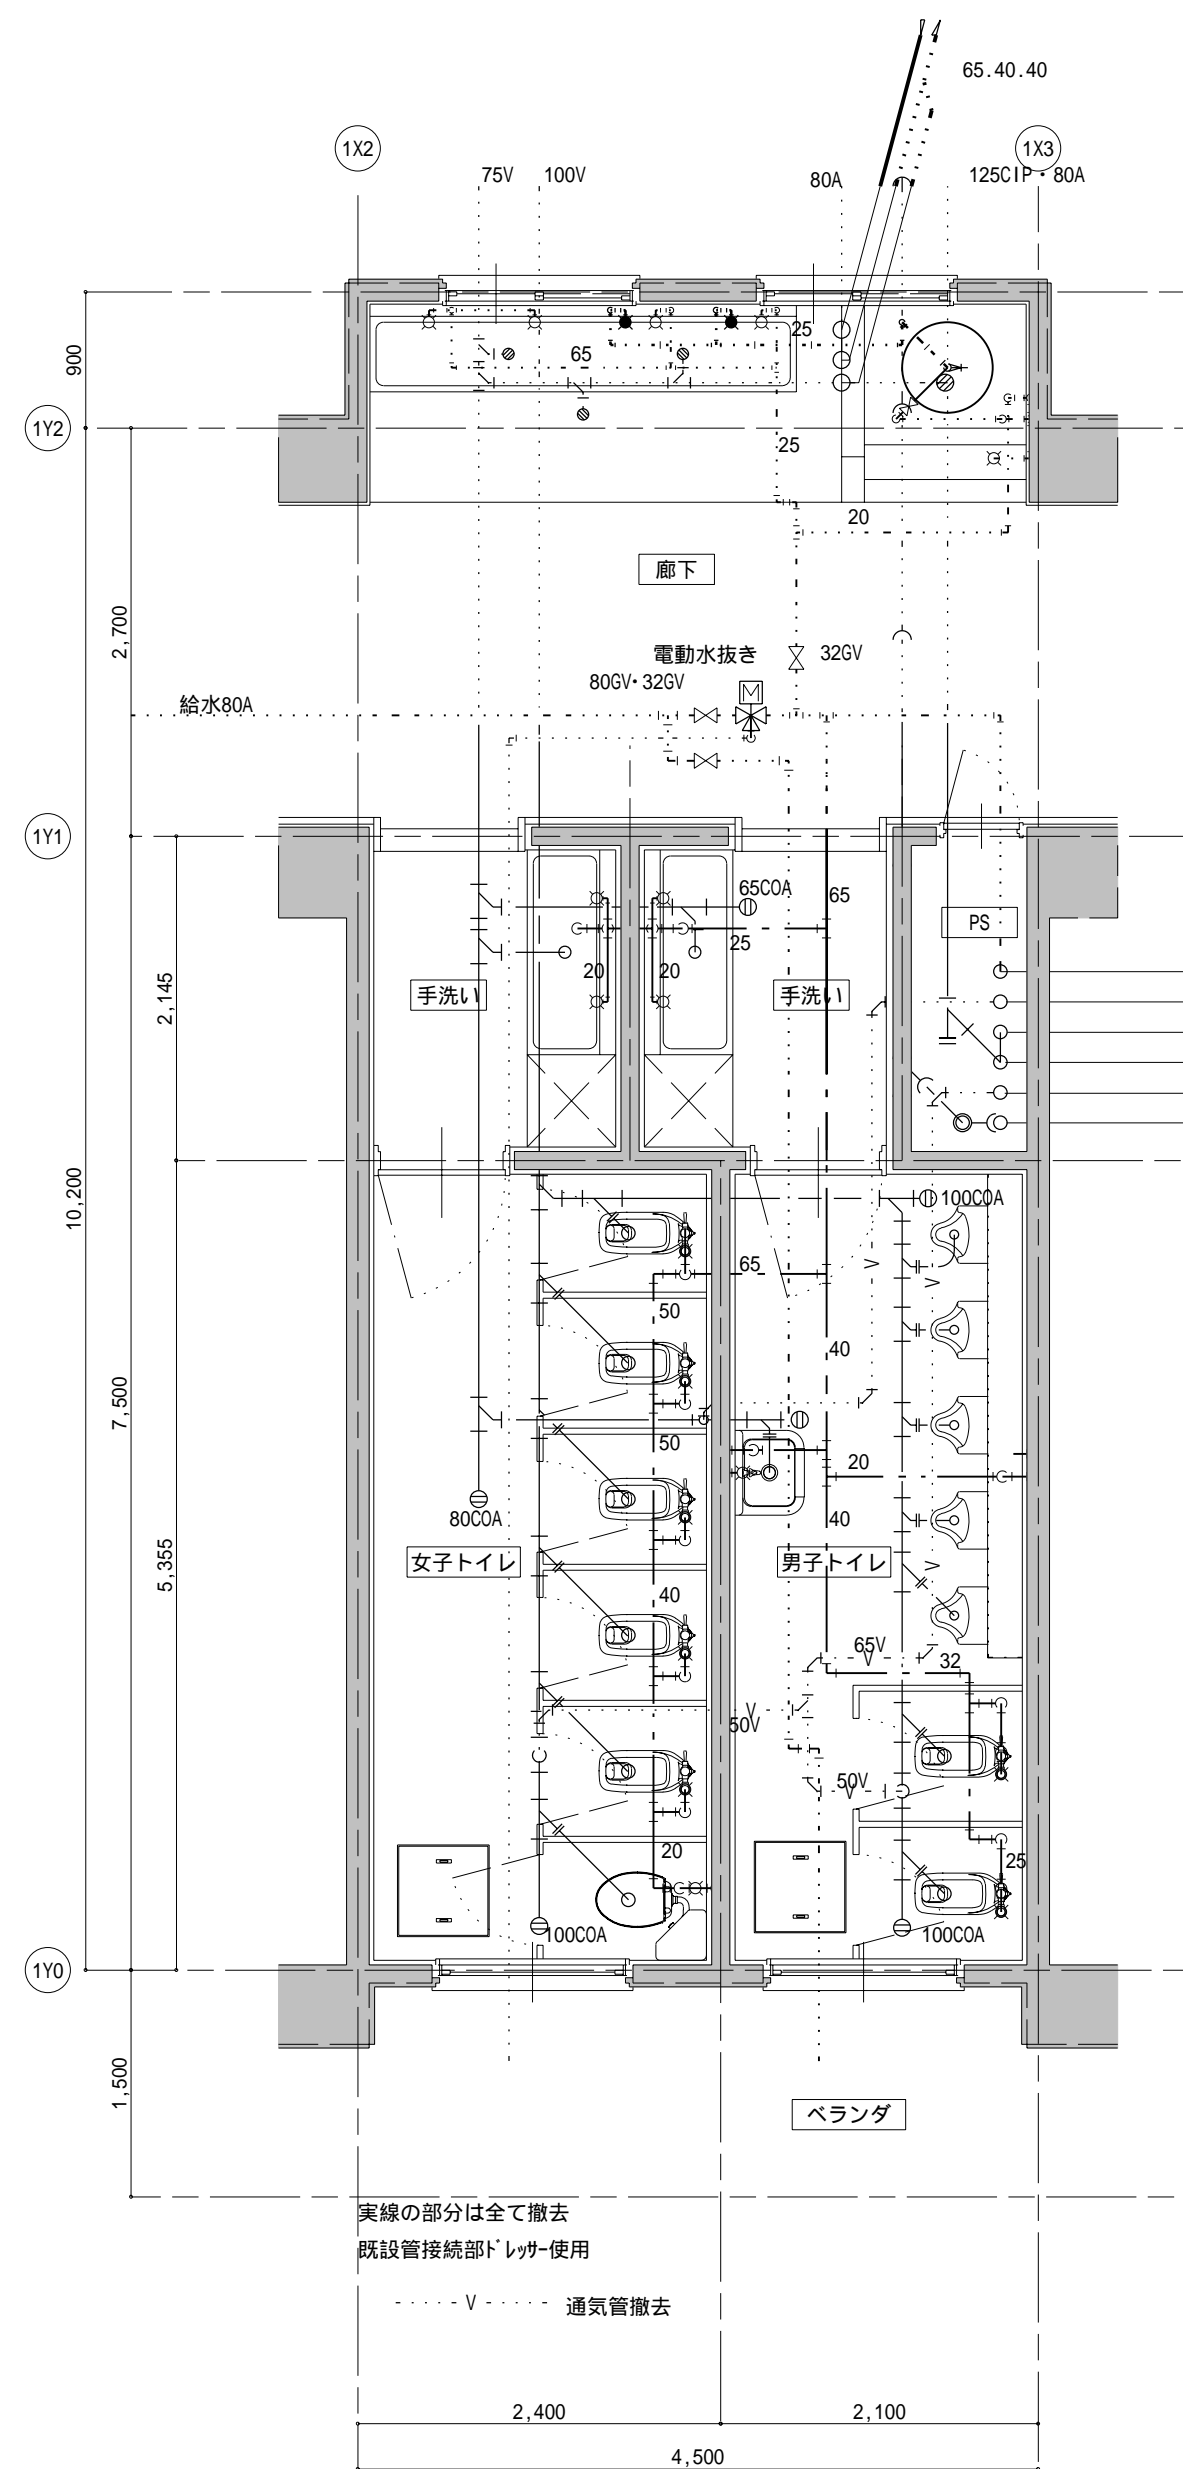 65.40.40
1X2
1X3
75V
100V
80A
125CIP・80A
25
65
900
1Y2
25
20
廊下
2,700
電動水抜き
32GV
80GV・32GV
給水80A
M
1Y1
65COA
65
PS
25
20
20
手洗い
手洗い
2,145
10,200
100COA
65
V
V
50
40
7,500
50
20
80COA
40
女子トイレ
男子トイレ
5,355
V
40
65V
V
32
V
50V
50V
V
20
25
100COA
100COA
1Y0
1,500
ベランダ
実線の部分は全て撤去
既設管接続部ﾄﾞﾚｯｻｰ使用
V 通気管撤去
2,400
2,100
4,500